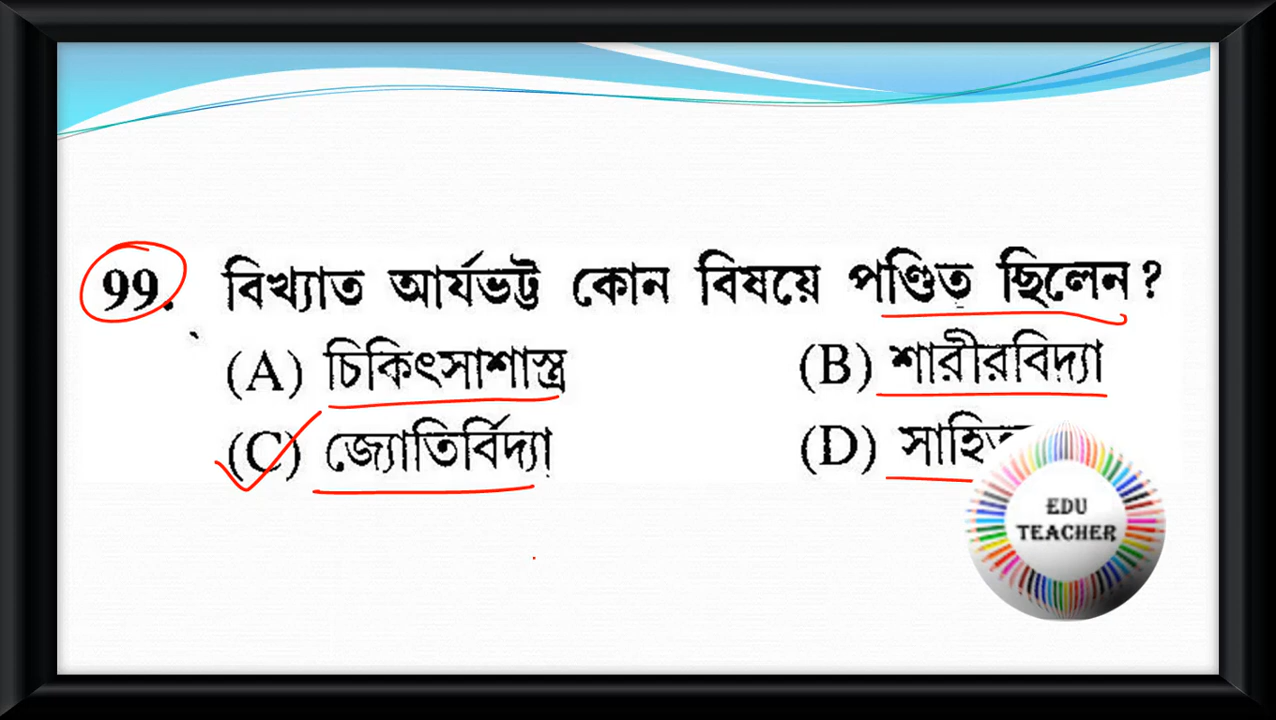 99. বিখ্যাত আর্যভট্ট কোন বিষয়ে পণ্ডিত ছিলেন?
(A) চিকিৎসাশাস্ত্র (B) শারীরবিদ্যা
(C) জ্যোতির্বিদ্যা (D)
EDU
TEACHER